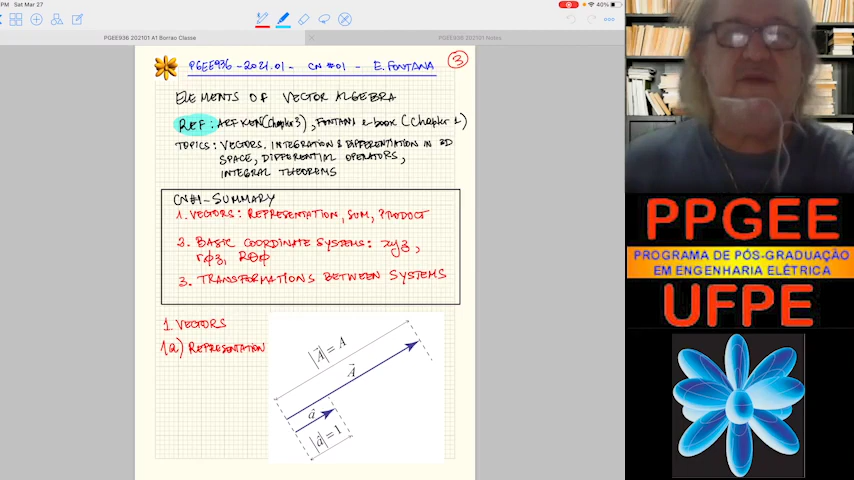 PM Sat Mar 27
40%
PGEE936 202101 A1 Borrao Classe
PGEE936 202101 Notes
PGEE936 - 2021.01 - CN #01 - E. FONTANA
3
ELEMENTS OF VECTOR ALGEBRA
REF: ARFKEN (Chapter 3), FONTANA e-book (Chapter 1)
TOPICS: VECTORS. INTEGRATION & DIFFERENTIATION IN 3D
SPACE, DIFFERENTIAL OPERATORS,
INTEGRAL THEOREMS
CN#1 - SUMMARY
1. VECTORS: REPRESENTATION, SUM, PRODUCT
2. BASIC COORDINATE SYSTEMS: xyz,
rϕz, Rθϕ
3. TRANSFORMATIONS BETWEEN SYSTEMS
1. VECTORS
1a) REPRESENTATION
|A⃗| = A
A⃗
â
|â| = 1
PPGEE
PROGRAMA DE PÓS-GRADUAÇÃO
EM ENGENHARIA ELÉTRICA
UFPE